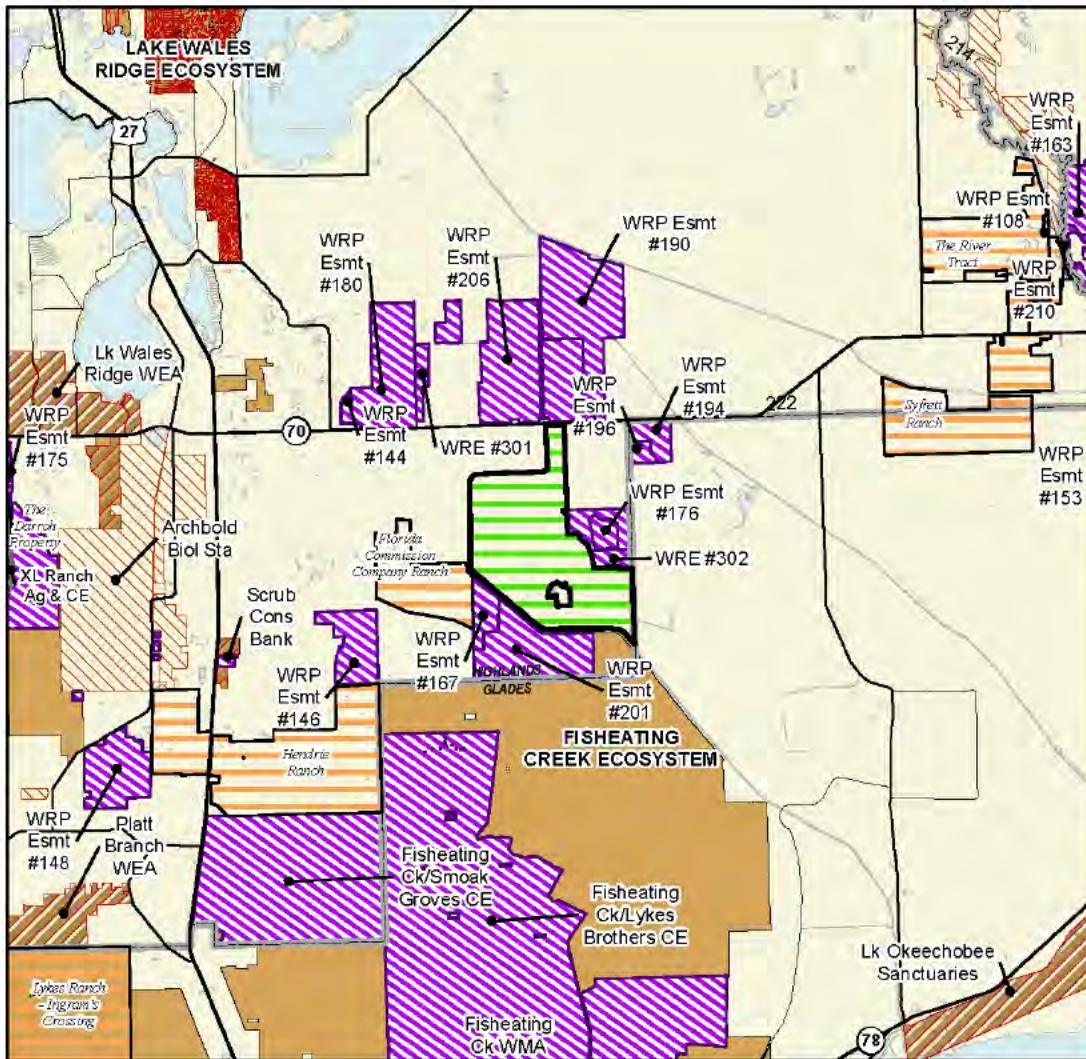 LAKE WALES
RIDGE ECOSYSTEM
27
214
WRP
Esmt
#163
WRP Esmt
#108
The River
Tract
WRP
Esmt
#210
WRP Esmt
#190
WRP
Esmt
#206
WRP
Esmt
#180
Lk Wales
Ridge WEA
WRP
Esmt
#175
70
WRP
Esmt
#144
WRE #301
WRP
Esmt
#196
WRP
Esmt
#194
222
Syfrett
Ranch
WRP
Esmt
#153
WRP Esmt
#176
WRE #302
The
Darroh
Property
XL Ranch
Ag & CE
Archbold
Biol Sta
Florida
Commission
Company Ranch
Scrub
Cons
Bank
WRP
Esmt
#146
WRP
Esmt
#167
HIGHLANDS
GLADES
WRP
Esmt
#201
FISHEATING
CREEK ECOSYSTEM
Hendrie
Ranch
WRP
Esmt
#148
Platt
Branch
WEA
Fisheating
Ck/Smoak
Groves CE
Fisheating
Ck/Lykes
Brothers CE
Lk Okeechobee
Sanctuaries
Lykes Ranch
- Ingram's
Crossing
Fisheating
Ck WMA
78